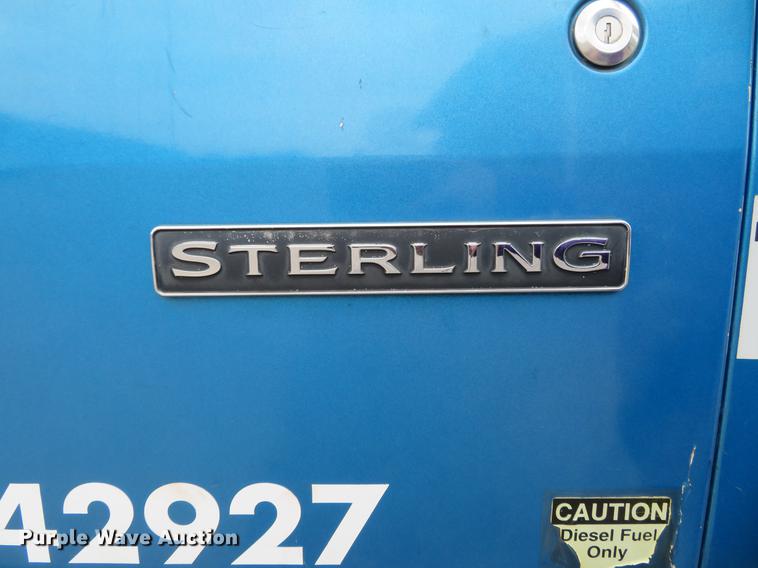 STERLING
42927
CAUTION
Diesel Fuel
Only
Purple Wave Auction